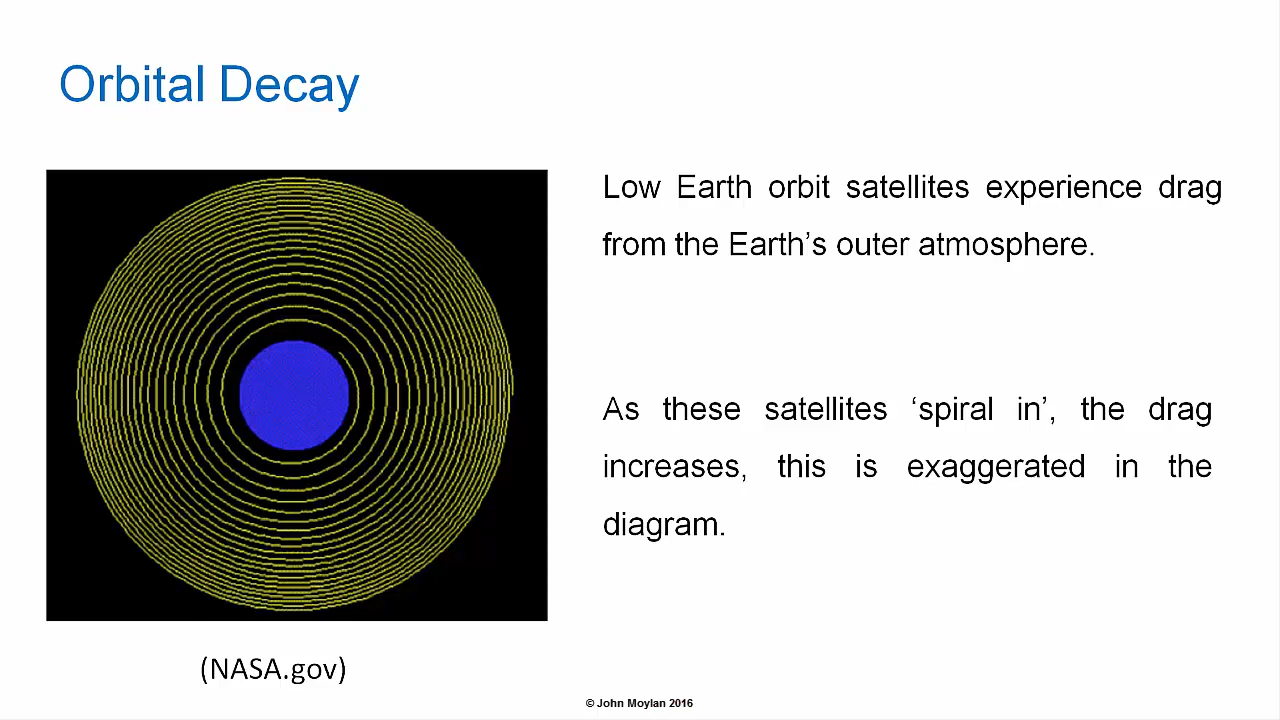 Orbital Decay
Low Earth orbit satellites experience drag
from the Earth’s outer atmosphere.
As these satellites ‘spiral in’, the drag
increases, this is exaggerated in the
diagram.
(NASA.gov)
© John Moylan 2016